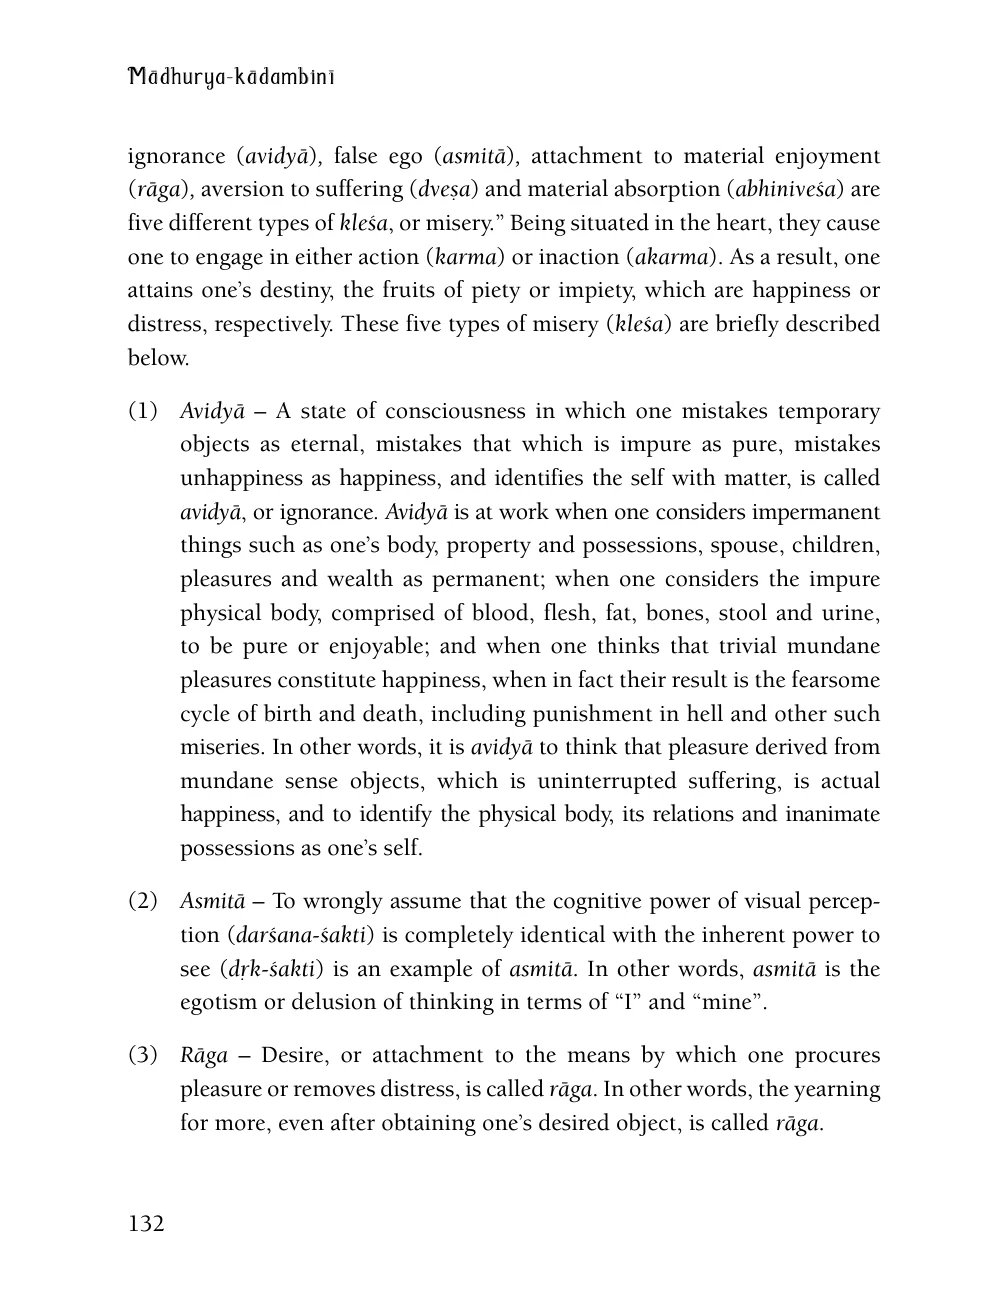 Mādhurya-kādambinī
ignorance (avidyā), false ego (asmitā), attachment to material enjoyment
(rāga), aversion to suffering (dveṣa) and material absorption (abhiniveśa) are
five different types of kleśa, or misery.” Being situated in the heart, they cause
one to engage in either action (karma) or inaction (akarma). As a result, one
attains one’s destiny, the fruits of piety or impiety, which are happiness or
distress, respectively. These five types of misery (kleśa) are briefly described
below.
(1) Avidyā – A state of consciousness in which one mistakes temporary
objects as eternal, mistakes that which is impure as pure, mistakes
unhappiness as happiness, and identifies the self with matter, is called
avidyā, or ignorance. Avidyā is at work when one considers impermanent
things such as one’s body, property and possessions, spouse, children,
pleasures and wealth as permanent; when one considers the impure
physical body, comprised of blood, flesh, fat, bones, stool and urine,
to be pure or enjoyable; and when one thinks that trivial mundane
pleasures constitute happiness, when in fact their result is the fearsome
cycle of birth and death, including punishment in hell and other such
miseries. In other words, it is avidyā to think that pleasure derived from
mundane sense objects, which is uninterrupted suffering, is actual
happiness, and to identify the physical body, its relations and inanimate
possessions as one’s self.
(2) Asmitā – To wrongly assume that the cognitive power of visual percep-
tion (darśana-śakti) is completely identical with the inherent power to
see (dṛk-śakti) is an example of asmitā. In other words, asmitā is the
egotism or delusion of thinking in terms of “I” and “mine”.
(3) Rāga – Desire, or attachment to the means by which one procures
pleasure or removes distress, is called rāga. In other words, the yearning
for more, even after obtaining one’s desired object, is called rāga.
132